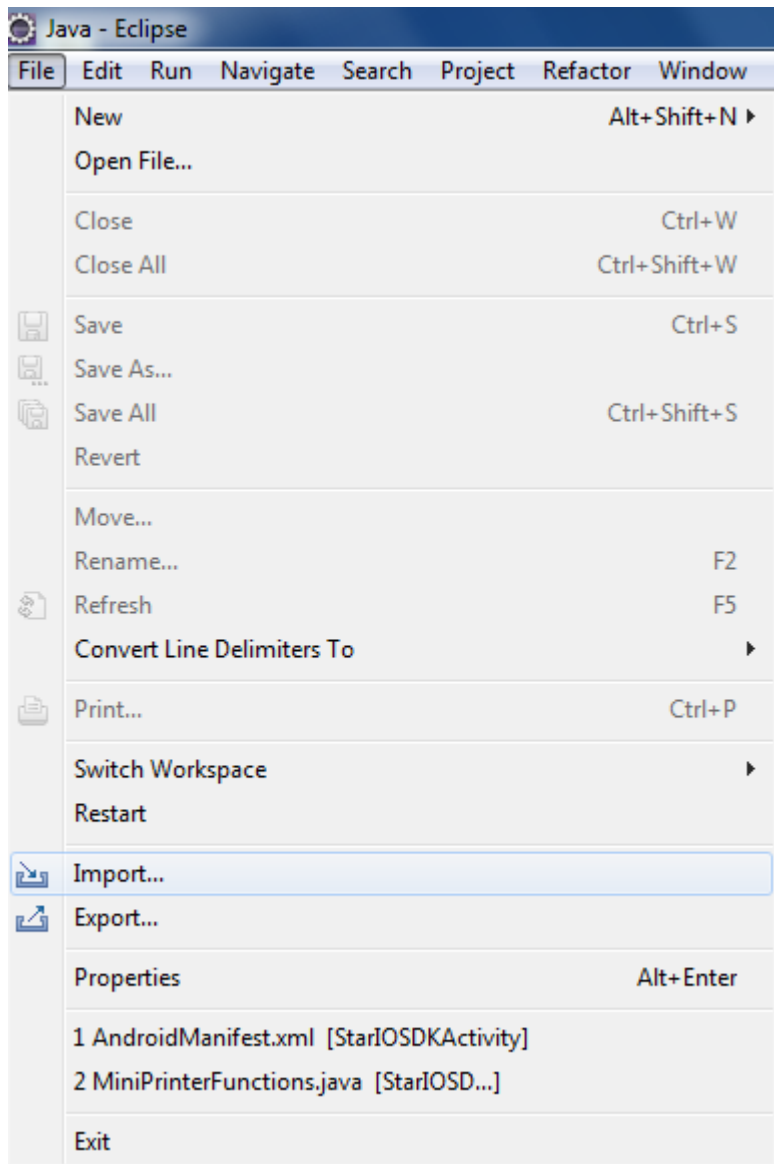 Java - Eclipse
File Edit Run Navigate Search Project Refactor Window
New Alt+Shift+N
Open File...
Close Ctrl+W
Close All Ctrl+Shift+W
Save Ctrl+S
Save As...
Save All Ctrl+Shift+S
Revert
Move...
Rename... F2
Refresh F5
Convert Line Delimiters To
Print... Ctrl+P
Switch Workspace
Restart
Import...
Export...
Properties Alt+Enter
1 AndroidManifest.xml [StarIOSDKActivity]
2 MiniPrinterFunctions.java [StarIOSD...]
Exit